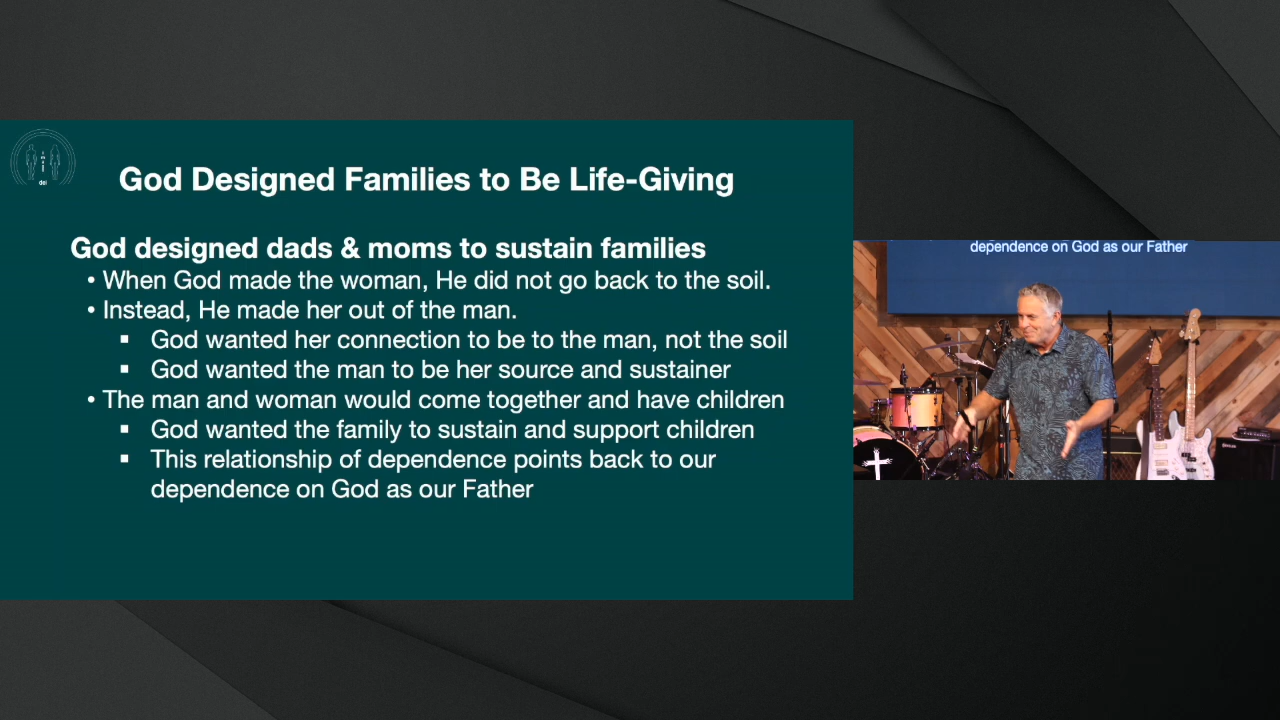 God Designed Families to Be Life-Giving
God designed dads & moms to sustain families
• When God made the woman, He did not go back to the soil.
• Instead, He made her out of the man.
▪ God wanted her connection to be to the man, not the soil
▪ God wanted the man to be her source and sustainer
• The man and woman would come together and have children
▪ God wanted the family to sustain and support children
▪ This relationship of dependence points back to our
dependence on God as our Father
dependence on God as our Father